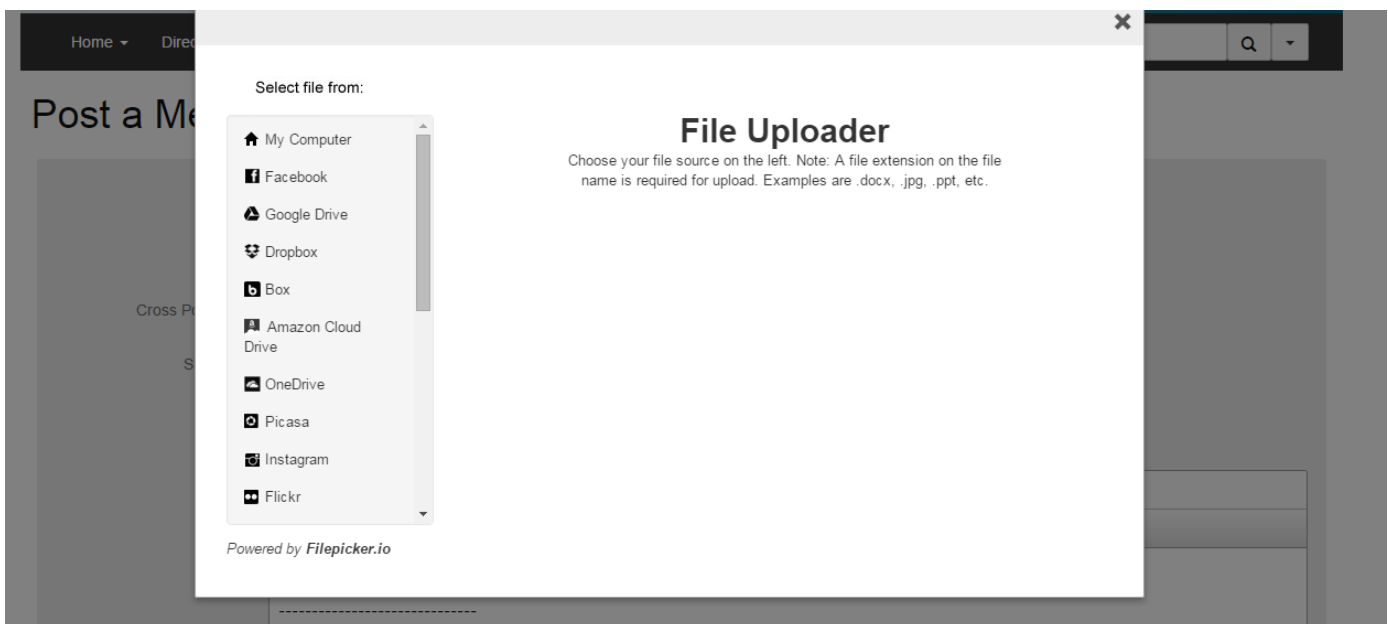 Home
Direc
Post a Me
Select file from:
My Computer
Facebook
Google Drive
Dropbox
Box
Amazon Cloud
Drive
OneDrive
Picasa
Instagram
Flickr
Powered by Filepicker.io
File Uploader
Choose your file source on the left. Note: A file extension on the file
name is required for upload. Examples are .docx, .jpg, .ppt, etc.
Cross Po
S
------------------------------